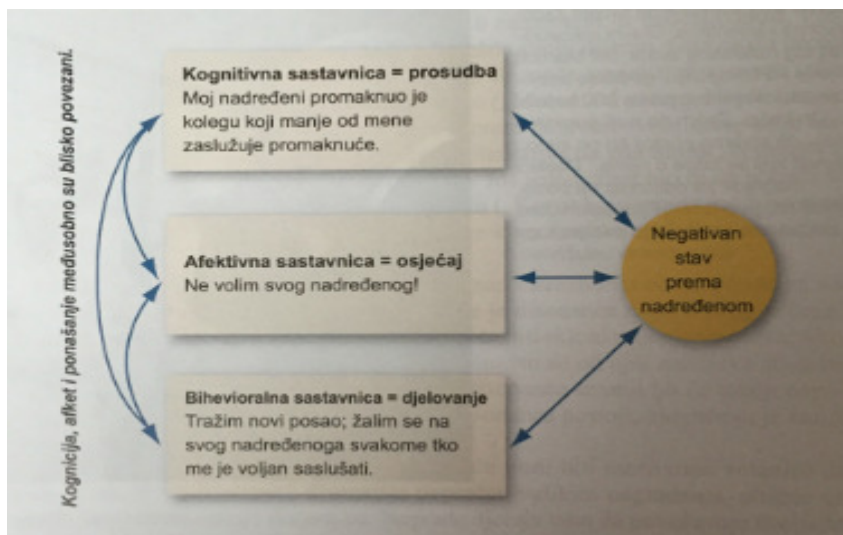 Kognicija, afket i ponašanje međusobno su blisko povezani.
Kognitivna sastavnica = prosudba
Moj nadređeni promaknuo je
kolegu koji manje od mene
zaslužuje promaknuće.
Afektivna sastavnica = osjećaj
Ne volim svog nadređenog!
Bihevioralna sastavnica = djelovanje
Tražim novi posao; žalim se na
svog nadređenoga svakome tko
me je voljan saslušati.
Negativan
stav
prema
nadređenom